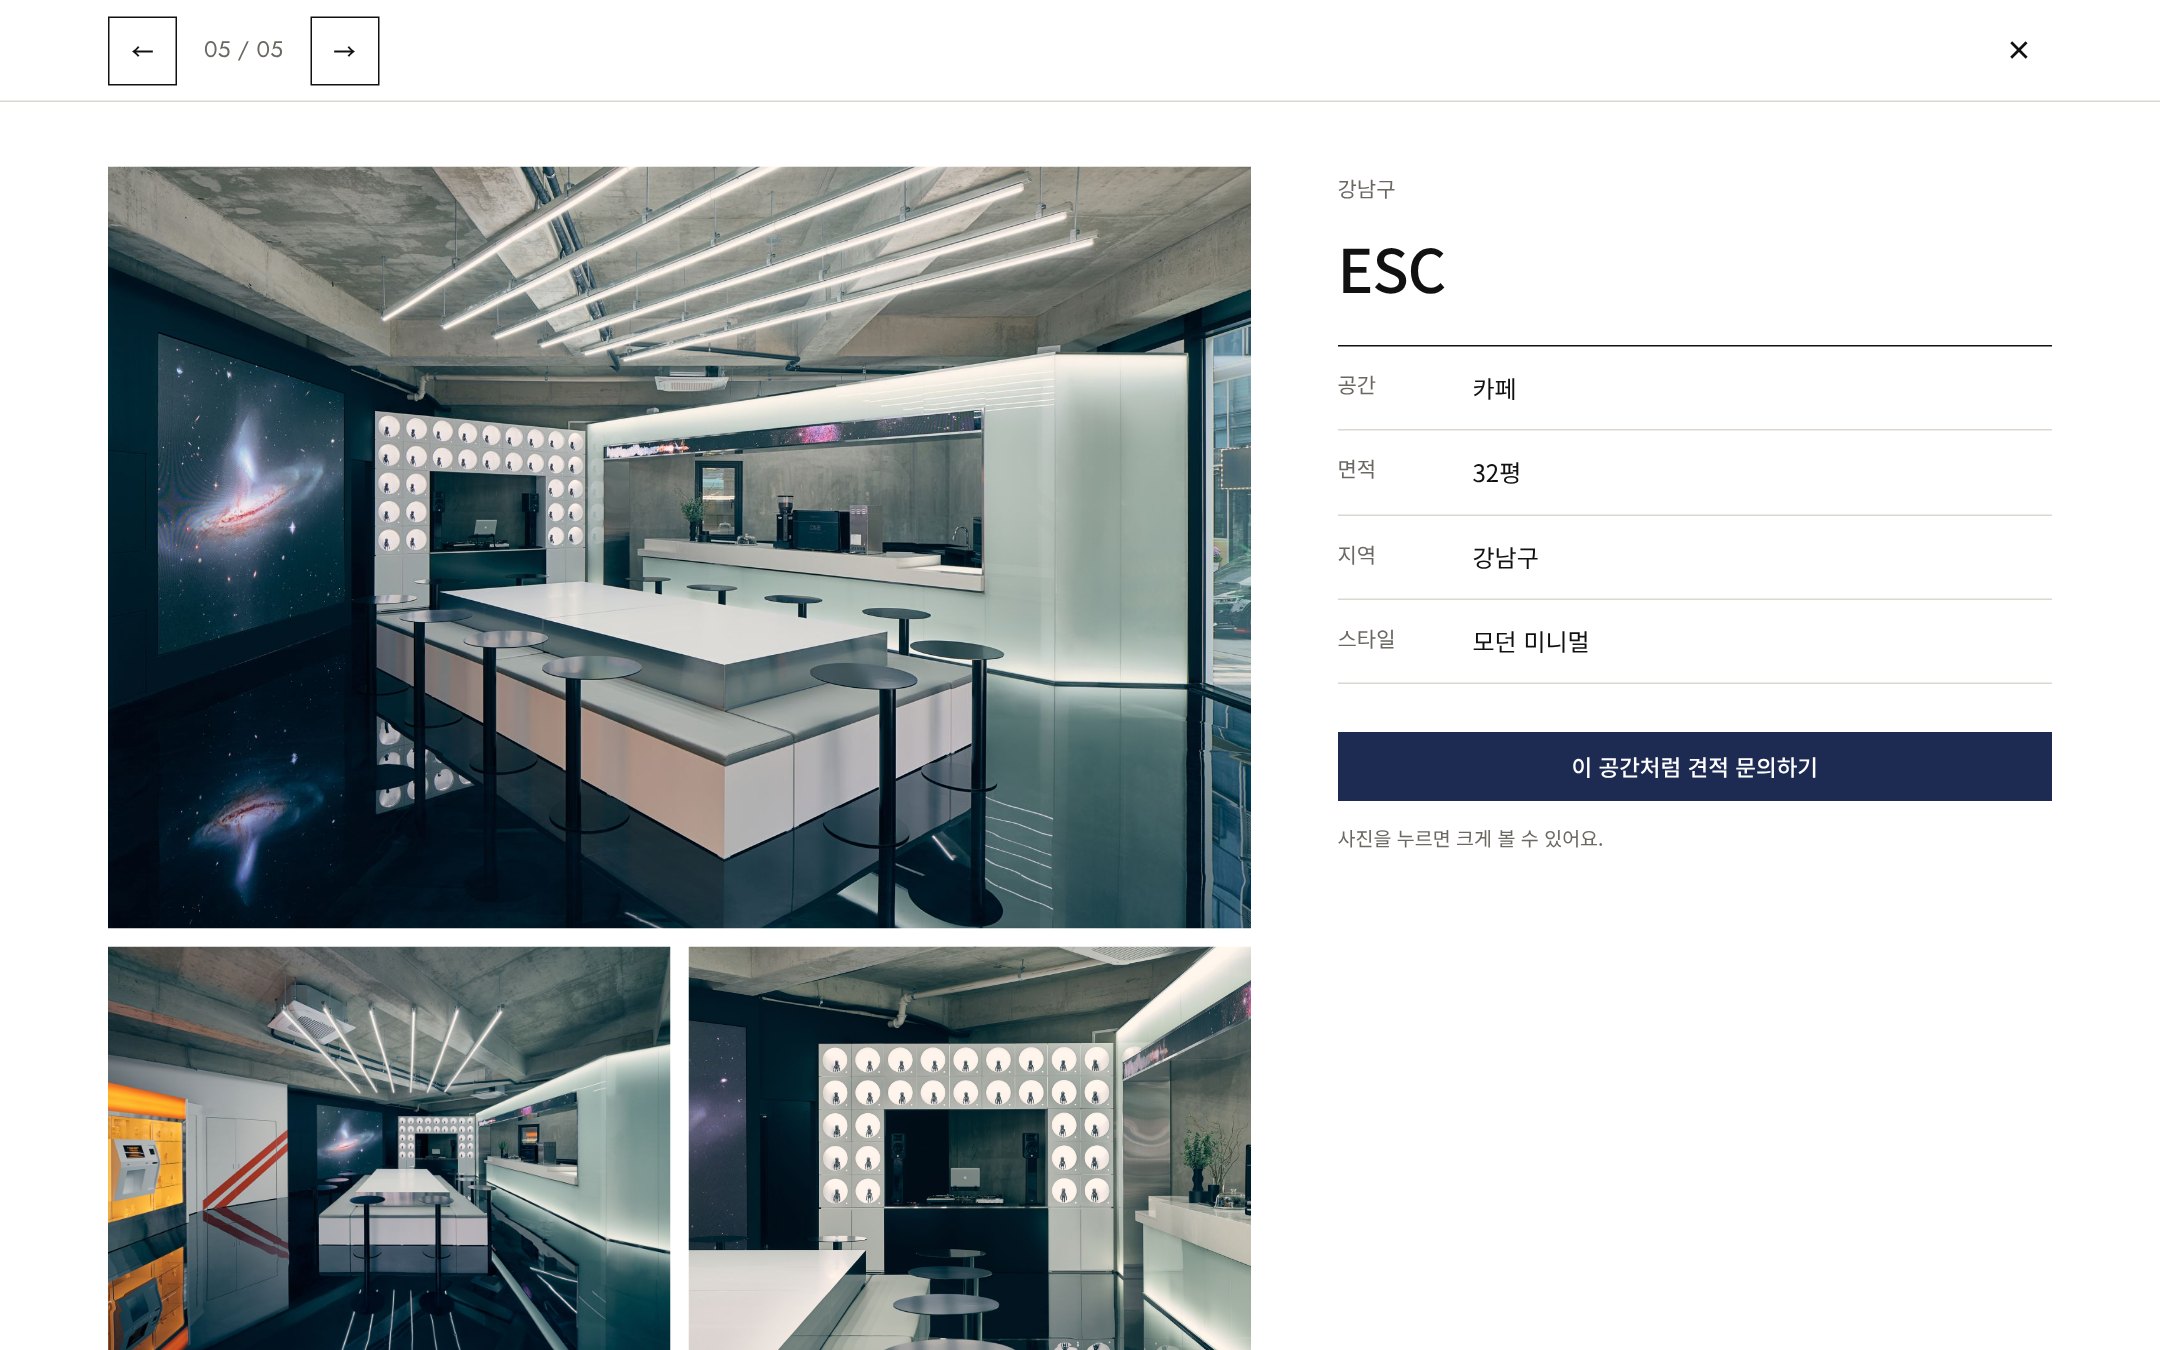 ← 05 / 05 → ×
강남구
ESC
공간 카페
면적 32평
지역 강남구
스타일 모던 미니멀
이 공간처럼 견적 문의하기
사진을 누르면 크게 볼 수 있어요.